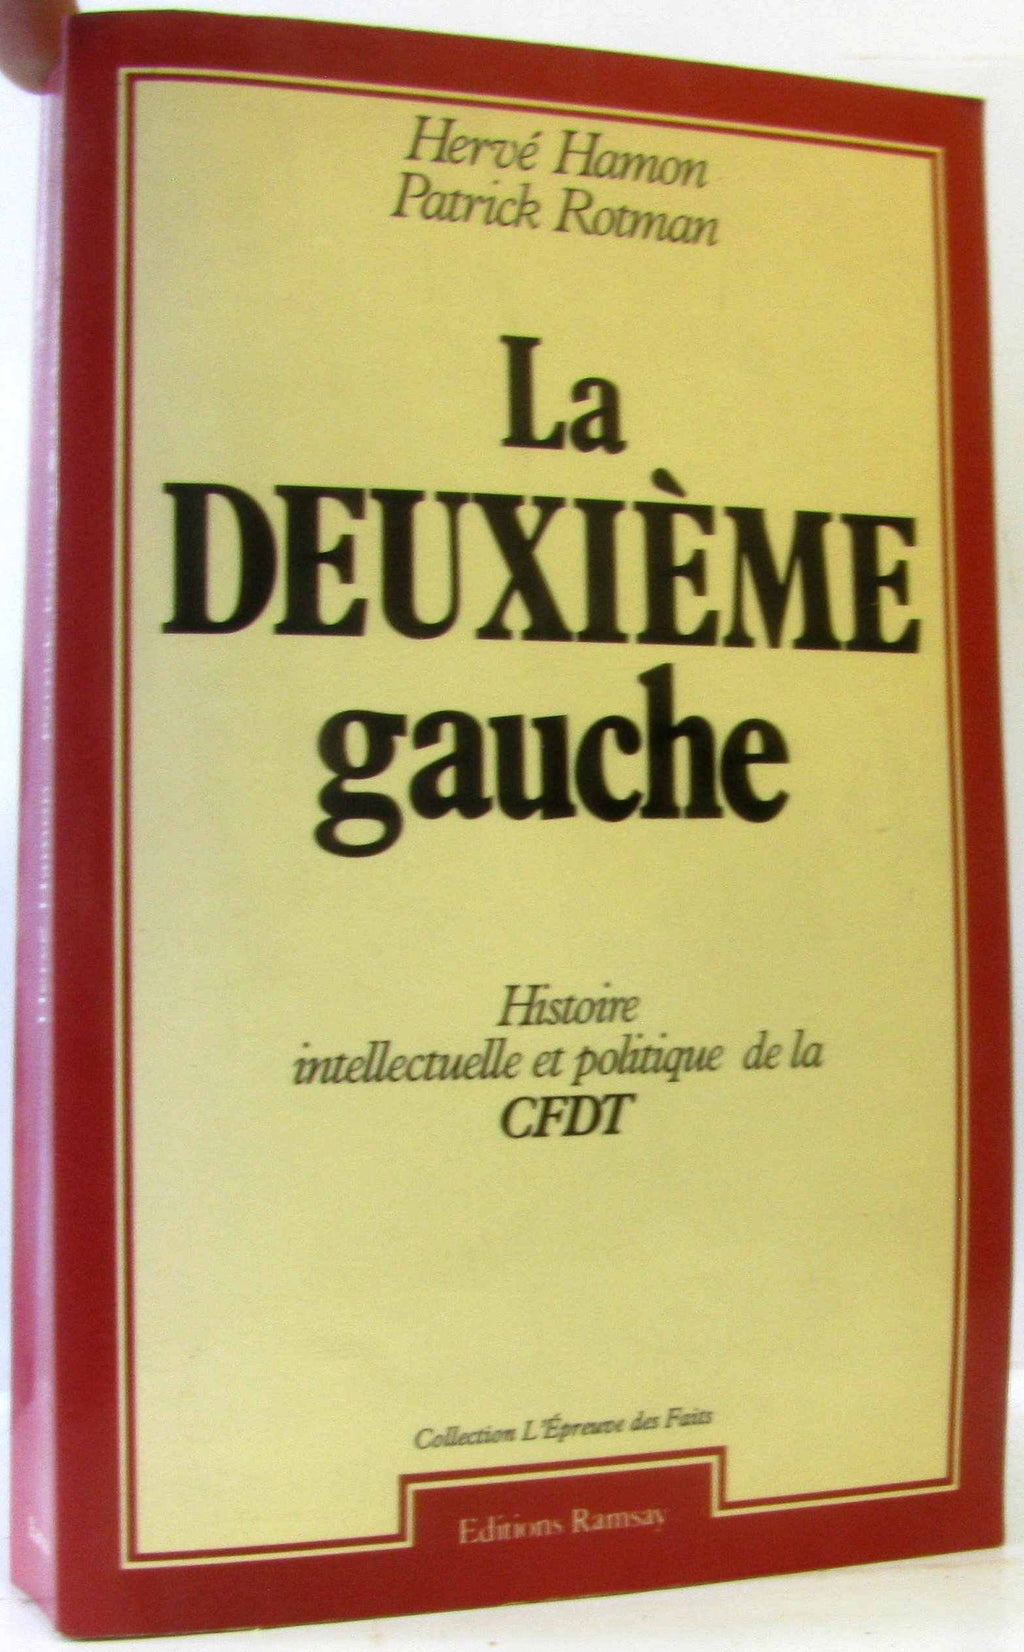 Hervé Hamon
Patrick Rotman
La
DEUXIÈME
gauche
Histoire
intellectuelle et politique de la
CFDT
Collection L'Épreuve des Faits
Editions Ramsay